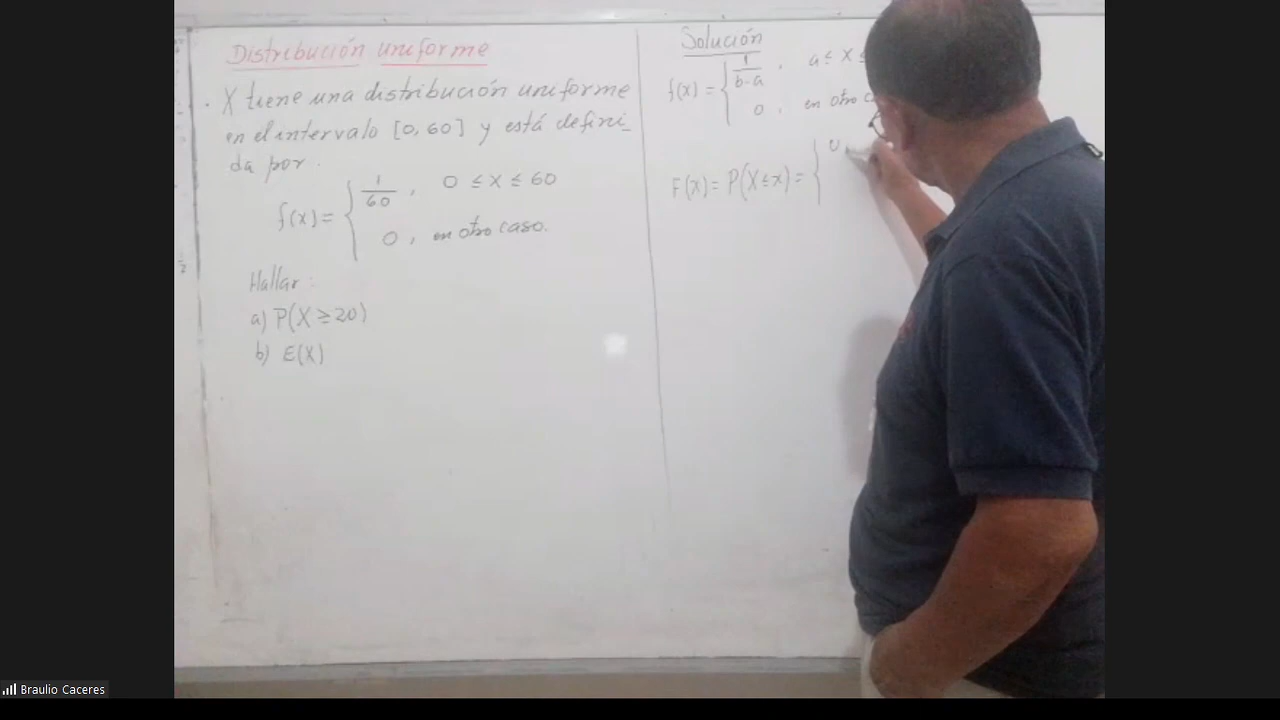 Distribución uniforme
. X tiene una distribución uniforme
en el intervalo [0, 60] y está defini-
da por.
f(x) = { 1/60 , 0 ≤ x ≤ 60
0 , en otro caso.
Hallar:
a) P(X ≥ 20)
b) E(X)
Solución
f(x) = { 1/b-a , a ≤ x ≤
0 , en otro c
F(x) = P(X ≤ x) = { 0 ,
Braulio Caceres